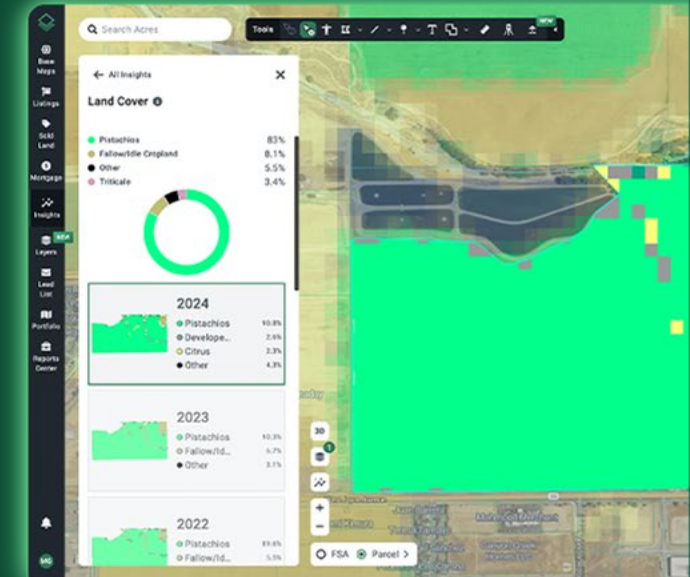 Search Acres
Tools
NEW
Base Maps
Listings
Sold Land
Mortgage
Insights
Layers
NEW
Lead List
Portfolio
Reports Center
MG
← All Insights
Land Cover
Pistachios 83%
Fallow/Idle Cropland 8.1%
Other 5.5%
Triticale 3.4%
2024
Pistachios
Develope... 2.6%
Citrus 2.3%
Other 4.3%
2023
Pistachios
Fallow/Id... 6.7%
Other 3.1%
2022
Pistachios
Fallow/Id... 5.5%
3D
1
FSA
Parcel